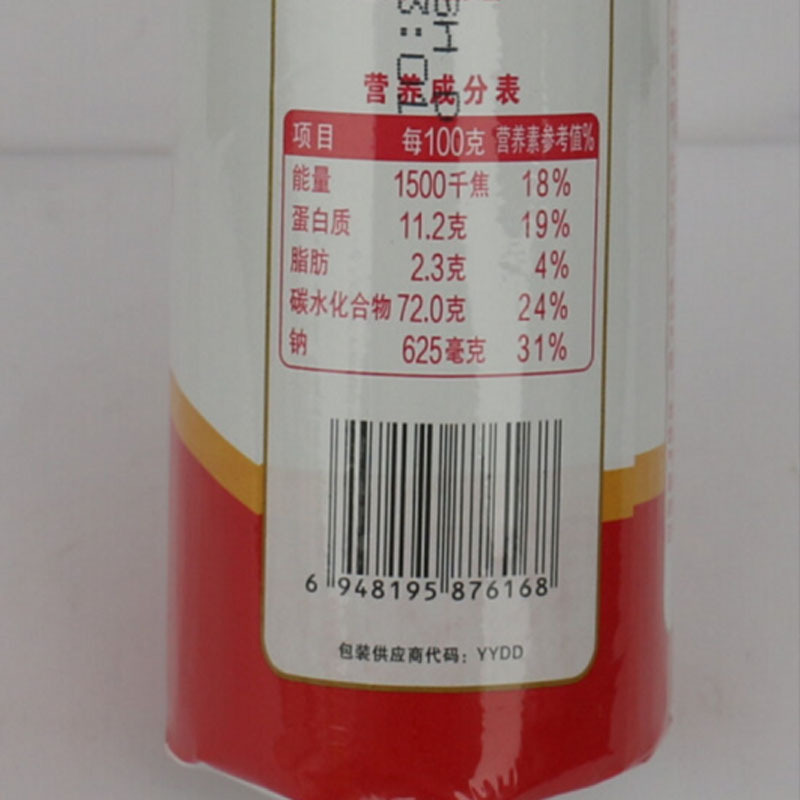 营养成分表
项目 每100克 营养素参考值%
能量 1500千焦 18%
蛋白质 11.2克 19%
脂肪 2.3克 4%
碳水化合物 72.0克 24%
钠 625毫克 31%
6 948195 876168
包装供应商代码：YYDD